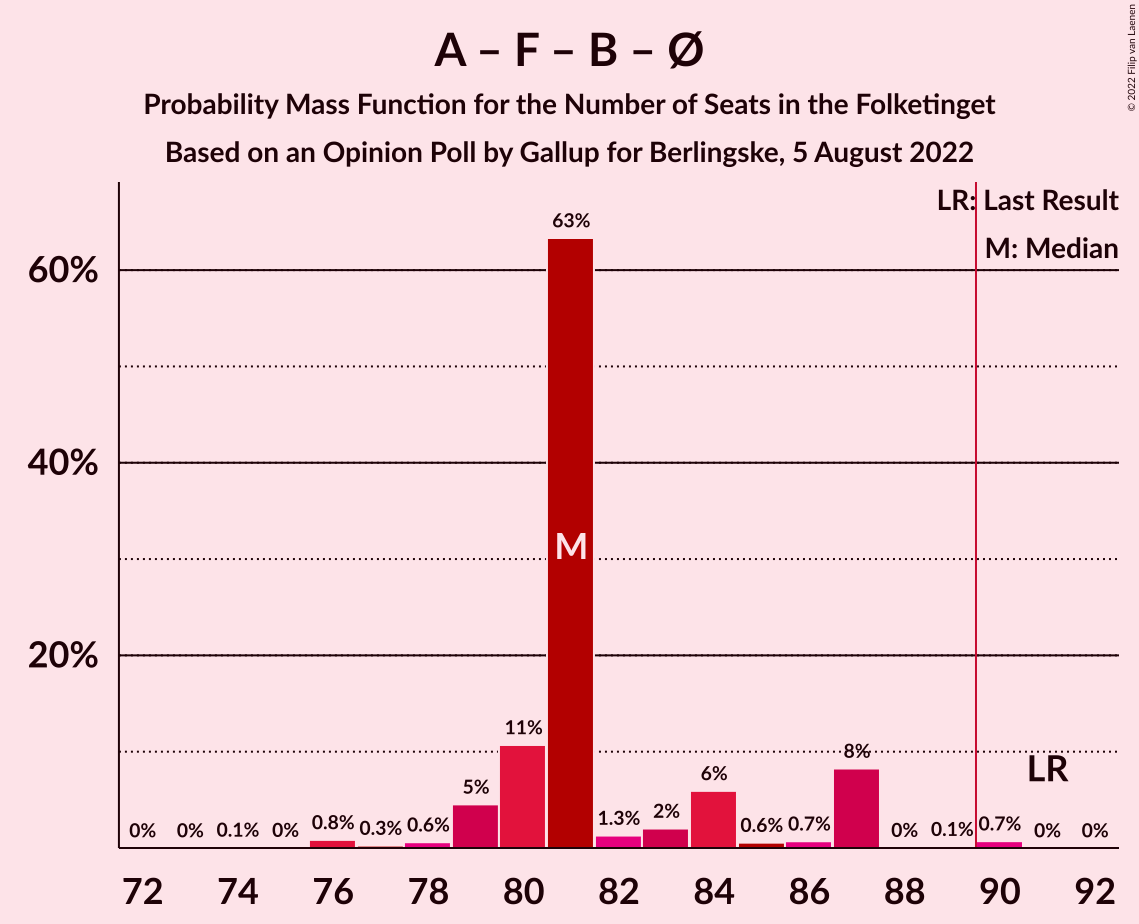 A – F – B – Ø
Probability Mass Function for the Number of Seats in the Folketinget
Based on an Opinion Poll by Gallup for Berlingske, 5 August 2022
© 2022 Filip van Laenen
LR: Last Result
M: Median
60%
40%
20%
0% 0% 0.1% 0% 0.8% 0.3% 0.6% 5% 11% 63% 1.3% 2% 6% 0.6% 0.7% 8% 0% 0.1% 0.7% 0% 0%
M
LR
72 74 76 78 80 82 84 86 88 90 92